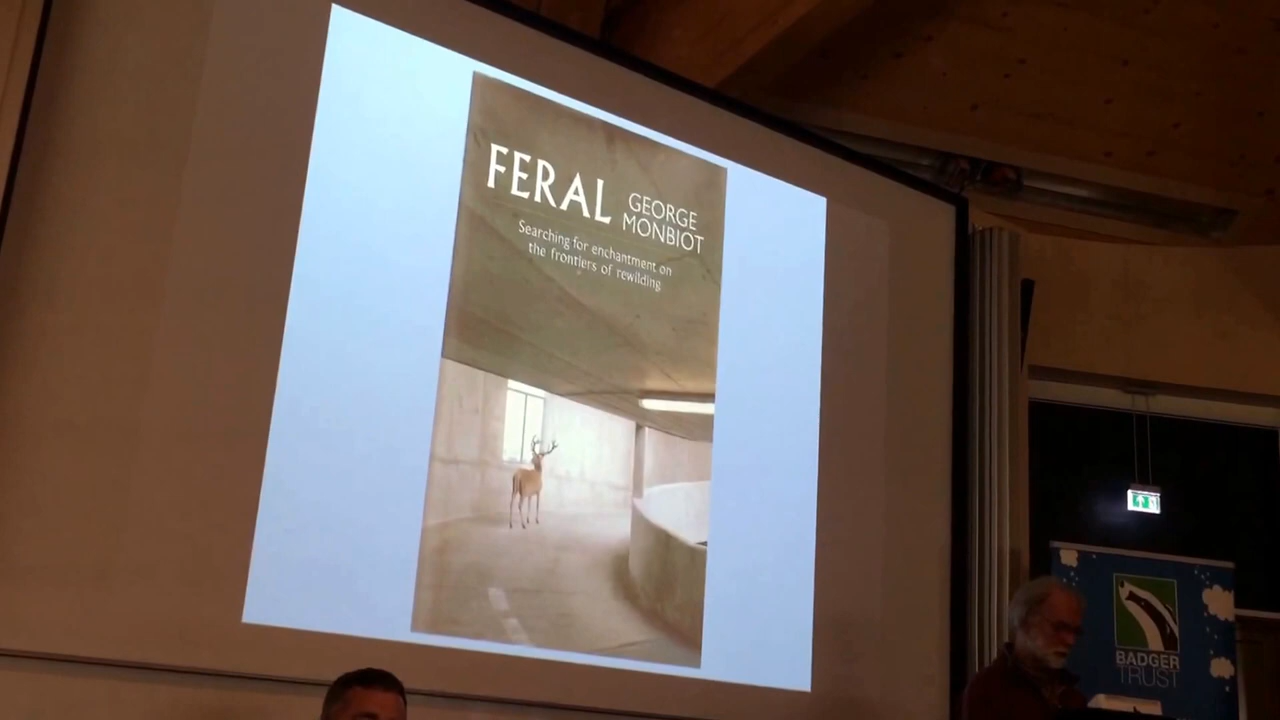 FERAL
GEORGE
MONBIOT
Searching for enchantment on
the frontiers of rewilding
BADGER
TRUST